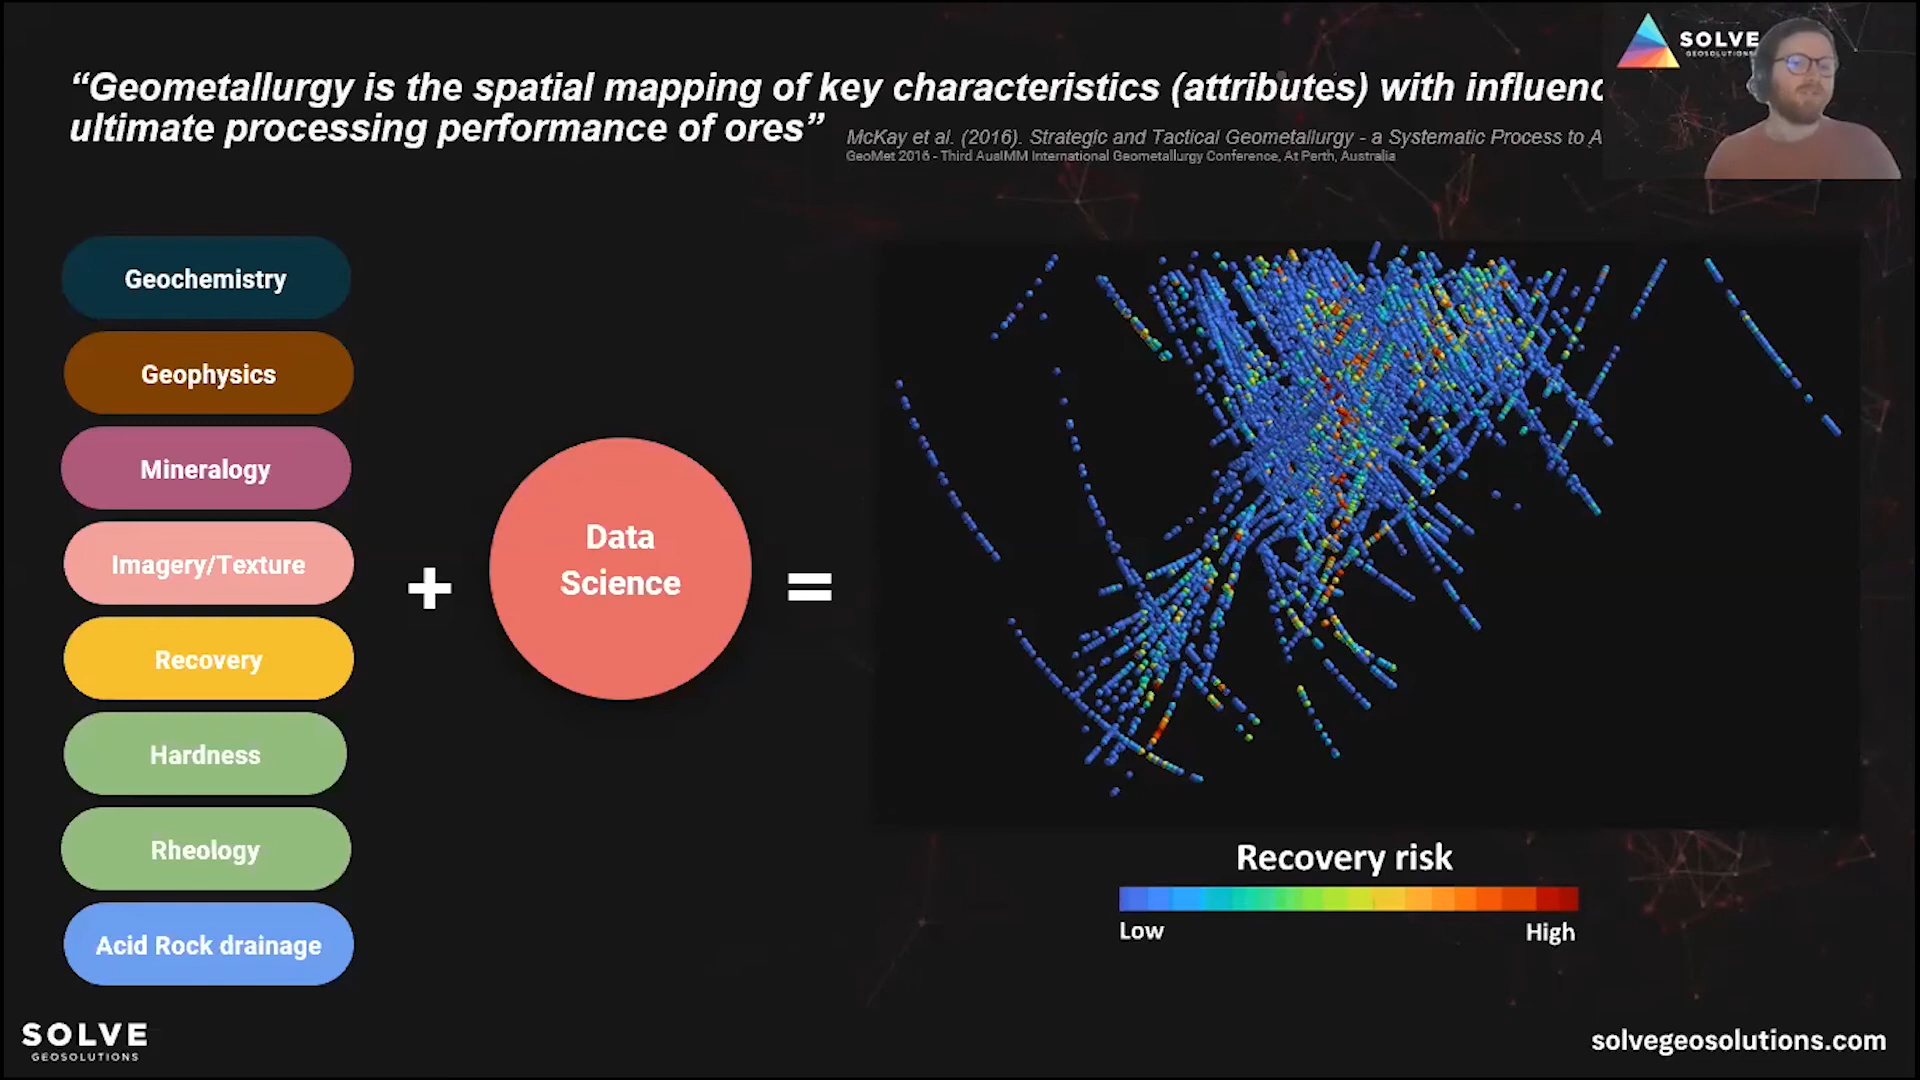 “Geometallurgy is the spatial mapping of key characteristics (attributes) with influenc
ultimate processing performance of ores”
McKay et al. (2016). Strategic and Tactical Geometallurgy - a Systematic Process to A
GeoMet 2016 - Third AusIMM International Geometallurgy Conference, At Perth, Australia
SOLVE
GEOSOLUTIONS
Geochemistry
Geophysics
Mineralogy
Imagery/Texture
Recovery
Hardness
Rheology
Acid Rock drainage
+
Data
Science
=
Recovery risk
Low
High
SOLVE
GEOSOLUTIONS
solvegeosolutions.com